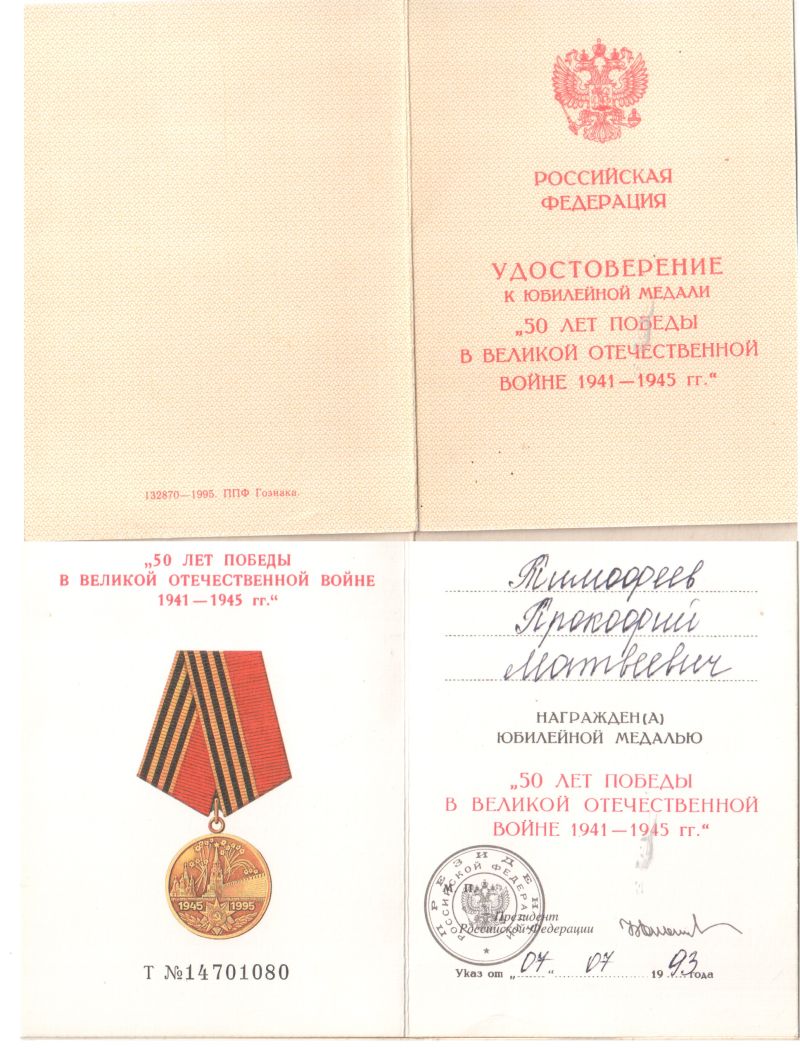 РОССИЙСКАЯ
ФЕДЕРАЦИЯ
УДОСТОВЕРЕНИЕ
К ЮБИЛЕЙНОЙ МЕДАЛИ
„50 ЛЕТ ПОБЕДЫ
В ВЕЛИКОЙ ОТЕЧЕСТВЕННОЙ
ВОЙНЕ 1941—1945 гг.“
132870—1995. ППФ Гознака.
„50 ЛЕТ ПОБЕДЫ
В ВЕЛИКОЙ ОТЕЧЕСТВЕННОЙ ВОЙНЕ
1941—1945 гг.“
1945 1995
Т №14701080
Тимофеев
Прокофий
Матвеевич
НАГРАЖДЕН(А)
ЮБИЛЕЙНОЙ МЕДАЛЬЮ
„50 ЛЕТ ПОБЕДЫ
В ВЕЛИКОЙ ОТЕЧЕСТВЕННОЙ
ВОЙНЕ 1941—1945 гг.“
ПРЕЗИДЕНТ
РОССИЙСКОЙ ФЕДЕРАЦИИ
М. П.
Президент
Российской Федерации
Указ от „07“ 07 1993 года